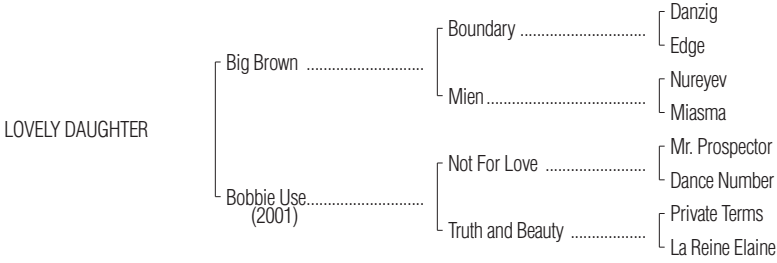 Danzig
Boundary ..............................
Edge
Big Brown ............................
Nureyev
Mien ......................................
Miasma
LOVELY DAUGHTER
Mr. Prospector
Not For Love ........................
Dance Number
Bobbie Use............................
(2001)
Private Terms
Truth and Beauty ..................
La Reine Elaine